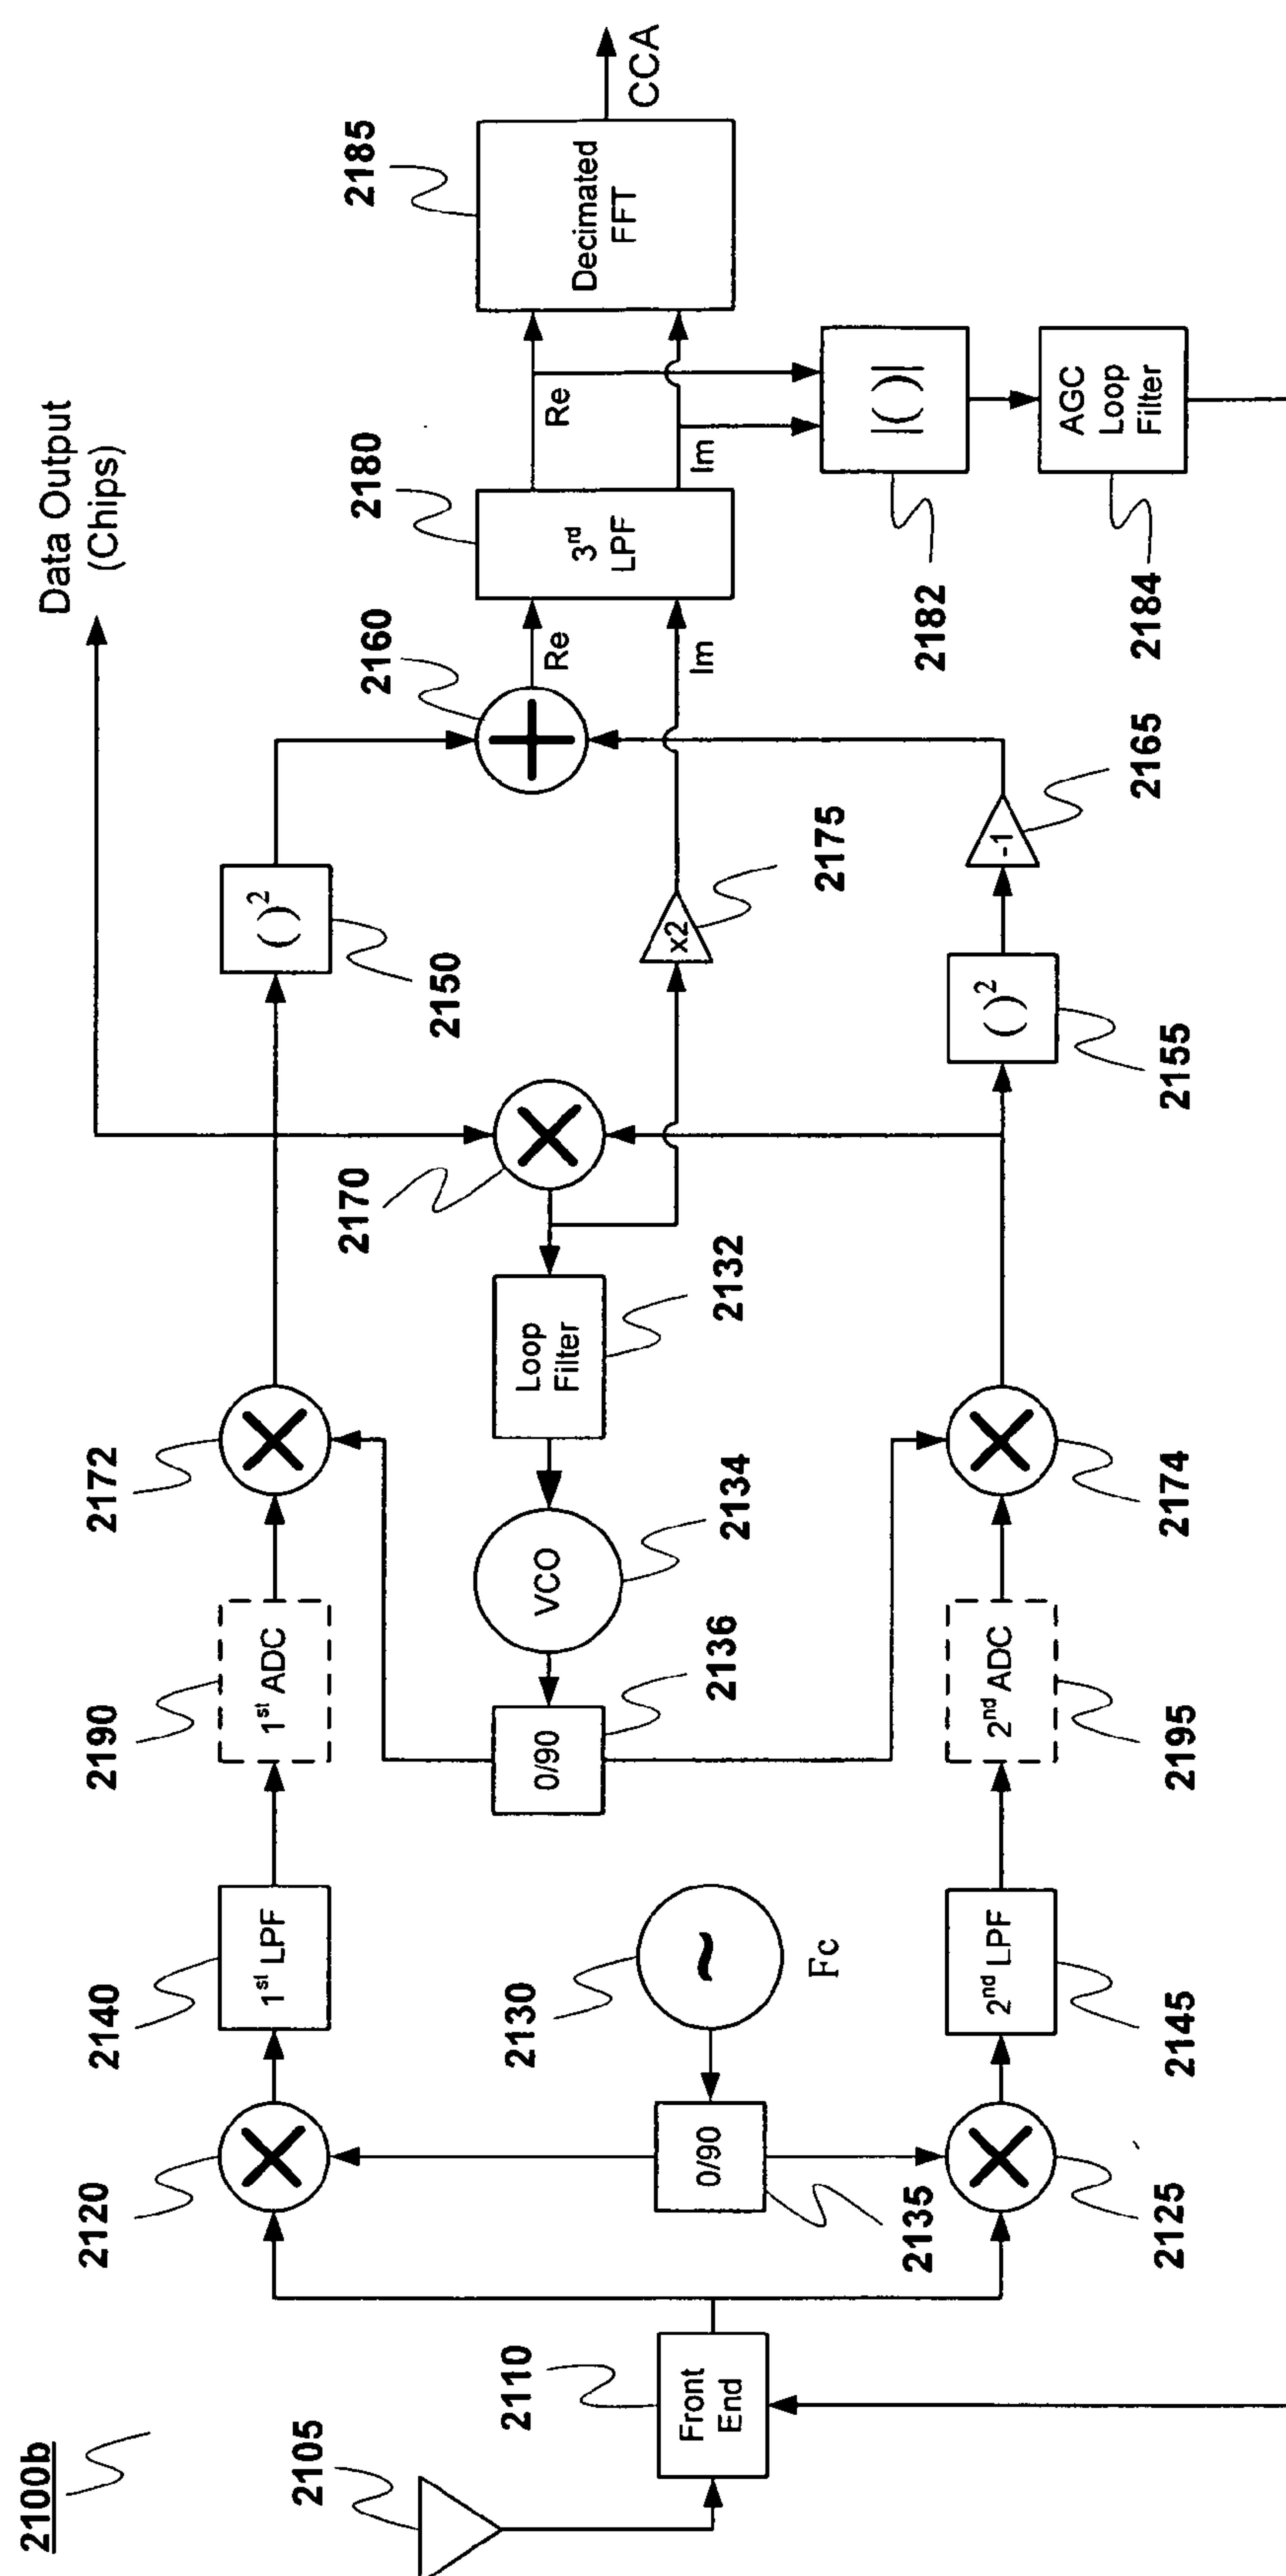 2100b
2105
2110
Front
End
2120
2125
2130
~
Fc
2135
0/90
2140
1st LPF
2145
2nd LPF
2190
1st ADC
2195
2nd ADC
2136
0/90
2134
VCO
2132
Loop
Filter
2172
2174
2170
2150
( )2
2155
( )2
2175
x2
2165
-1
2160
Re
Im
2180
3rd
LPF
Re
Im
2182
|( )|
2184
AGC
Loop
Filter
2185
Decimated
FFT
CCA
Data Output
(Chips)